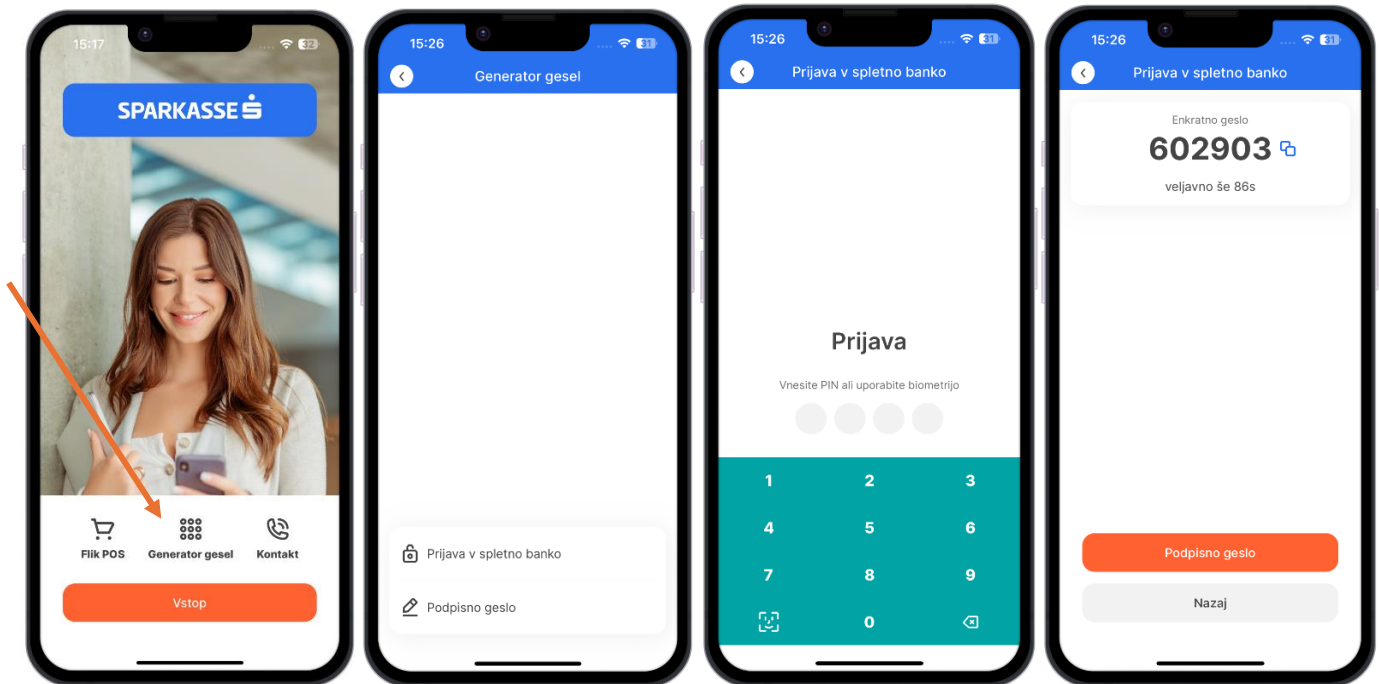 15:17
32
SPARKASSE
Flik POS
Generator gesel
Kontakt
Vstop
15:26
31
Generator gesel
Prijava v spletno banko
Podpisno geslo
15:26
31
Prijava v spletno banko
Prijava
Vnesite PIN ali uporabite biometrijo
1 2 3
4 5 6
7 8 9
0
15:26
31
Prijava v spletno banko
Enkratno geslo
602903
veljavno še 86s
Podpisno geslo
Nazaj